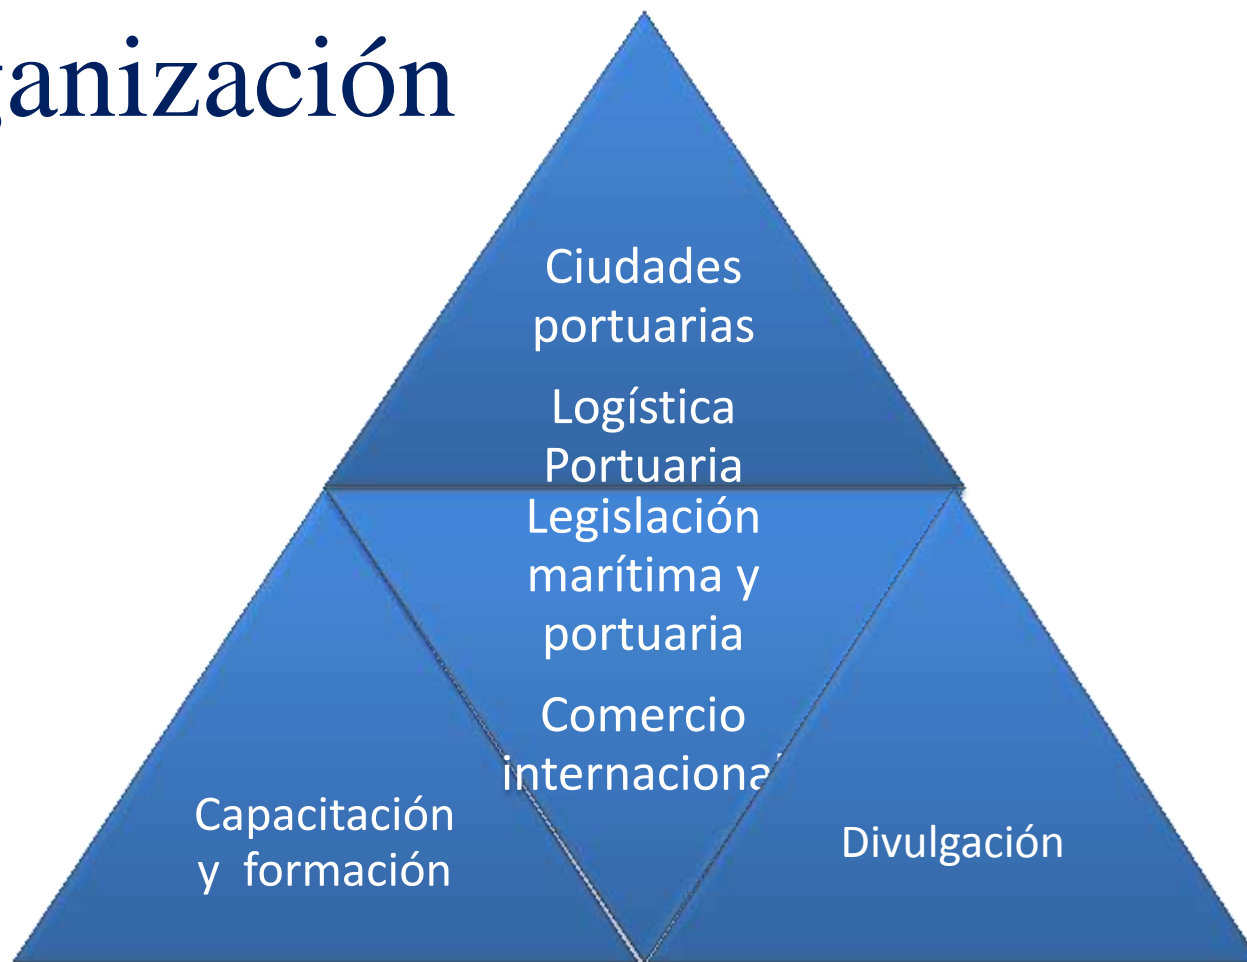 ganización
Ciudades
portuarias
Logística
Portuaria
Legislación
marítima y
portuaria
Comercio
internaciona
Capacitación
y formación
Divulgación